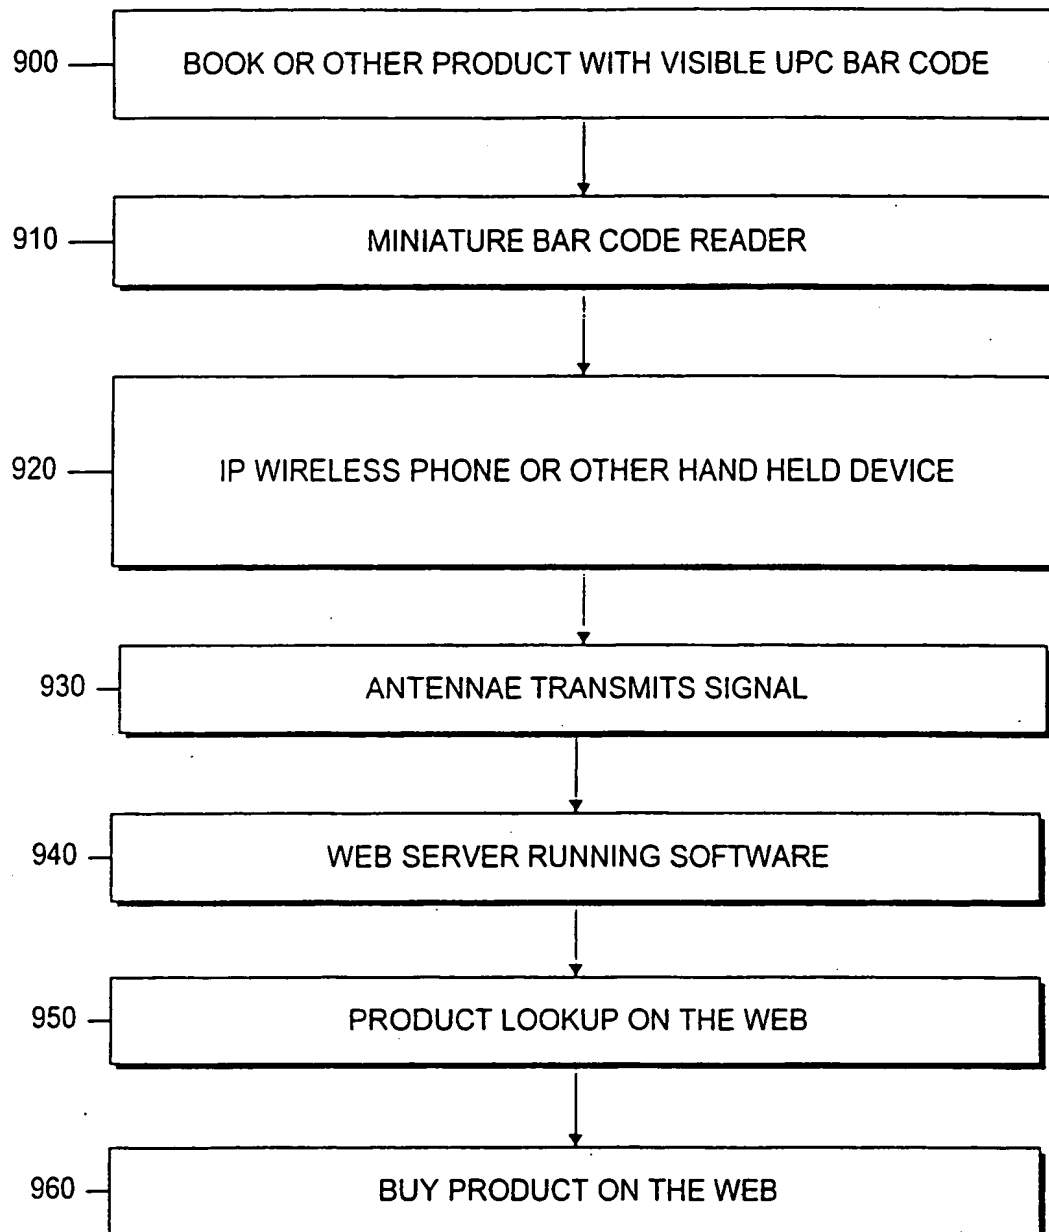 900 BOOK OR OTHER PRODUCT WITH VISIBLE UPC BAR CODE
910 MINIATURE BAR CODE READER
920 IP WIRELESS PHONE OR OTHER HAND HELD DEVICE
930 ANTENNAE TRANSMITS SIGNAL
940 WEB SERVER RUNNING SOFTWARE
950 PRODUCT LOOKUP ON THE WEB
960 BUY PRODUCT ON THE WEB